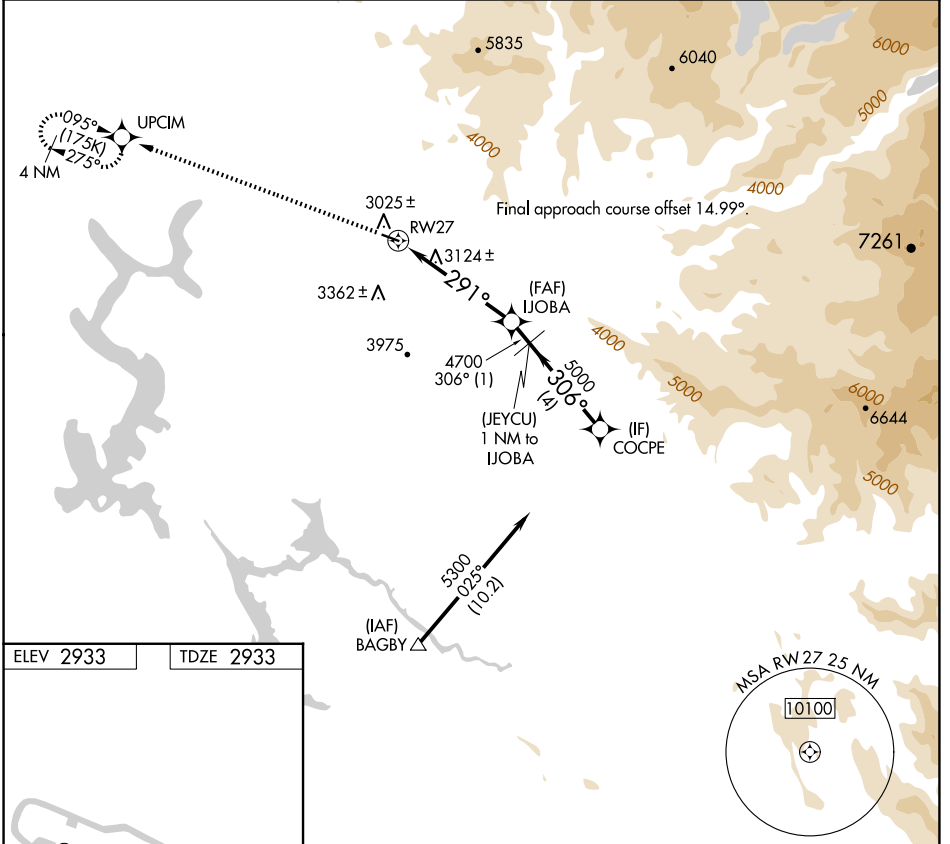 5835
6040
6000
5000
095°
(175K)
275°
4 NM
UPCIM
4000
4000
3025 ±
Final approach course offset 14.99°.
RW27
3124 ±
7261
291°
3362 ±
(FAF)
IJOBA
4000
3975
4700
306° (1)
5000
306°
(4)
5000
6000
6644
(JEYCU)
1 NM to
IJOBA
(IF)
COCPE
5000
5300
025°
(10.2)
(IAF)
BAGBY
ELEV 2933
TDZE 2933
MSA RW27 25 NM
10100